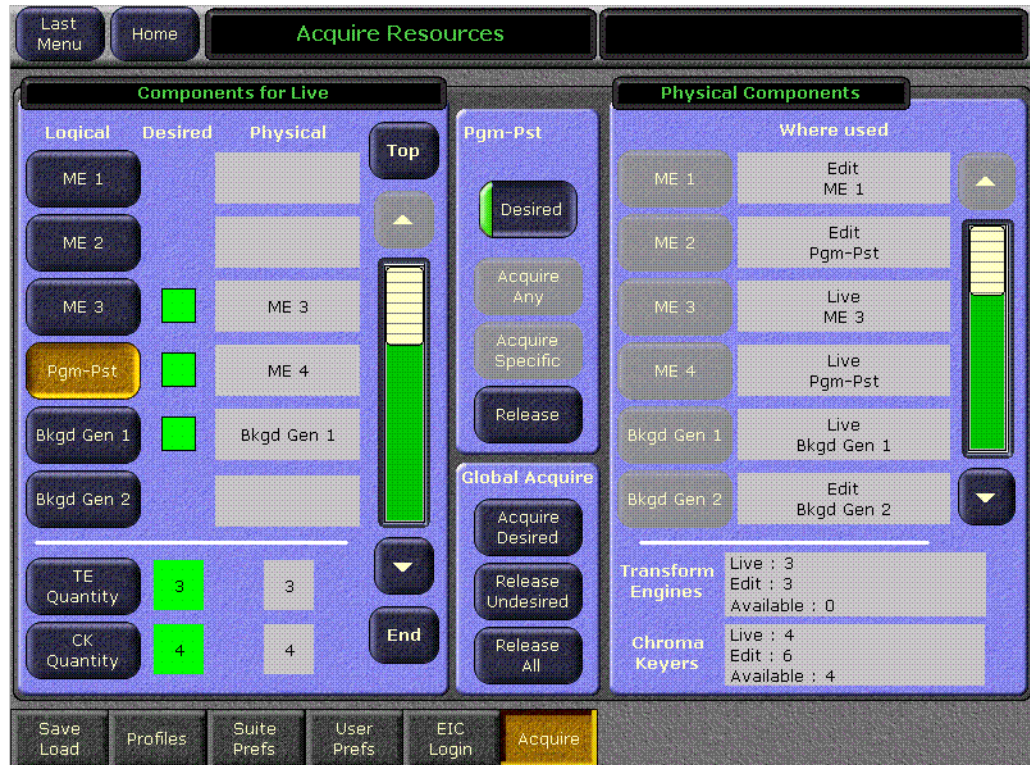 Last
Menu
Home
Acquire Resources
Components for Live
Logical Desired Physical
Top
ME 1
ME 2
ME 3
ME 3
Pgm-Pst
ME 4
Bkgd Gen 1
Bkgd Gen 1
Bkgd Gen 2
TE
Quantity
3
3
CK
Quantity
4
4
End
Pgm-Pst
Desired
Acquire
Any
Acquire
Specific
Release
Global Acquire
Acquire
Desired
Release
Undesired
Release
All
Physical Components
Where used
ME 1
Edit
ME 1
ME 2
Edit
Pgm-Pst
ME 3
Live
ME 3
ME 4
Live
Pgm-Pst
Bkgd Gen 1
Live
Bkgd Gen 1
Bkgd Gen 2
Edit
Bkgd Gen 2
Transform
Engines
Live : 3
Edit : 3
Available : 0
Chroma
Keyers
Live : 4
Edit : 6
Available : 4
Save
Load
Profiles
Suite
Prefs
User
Prefs
EIC
Login
Acquire